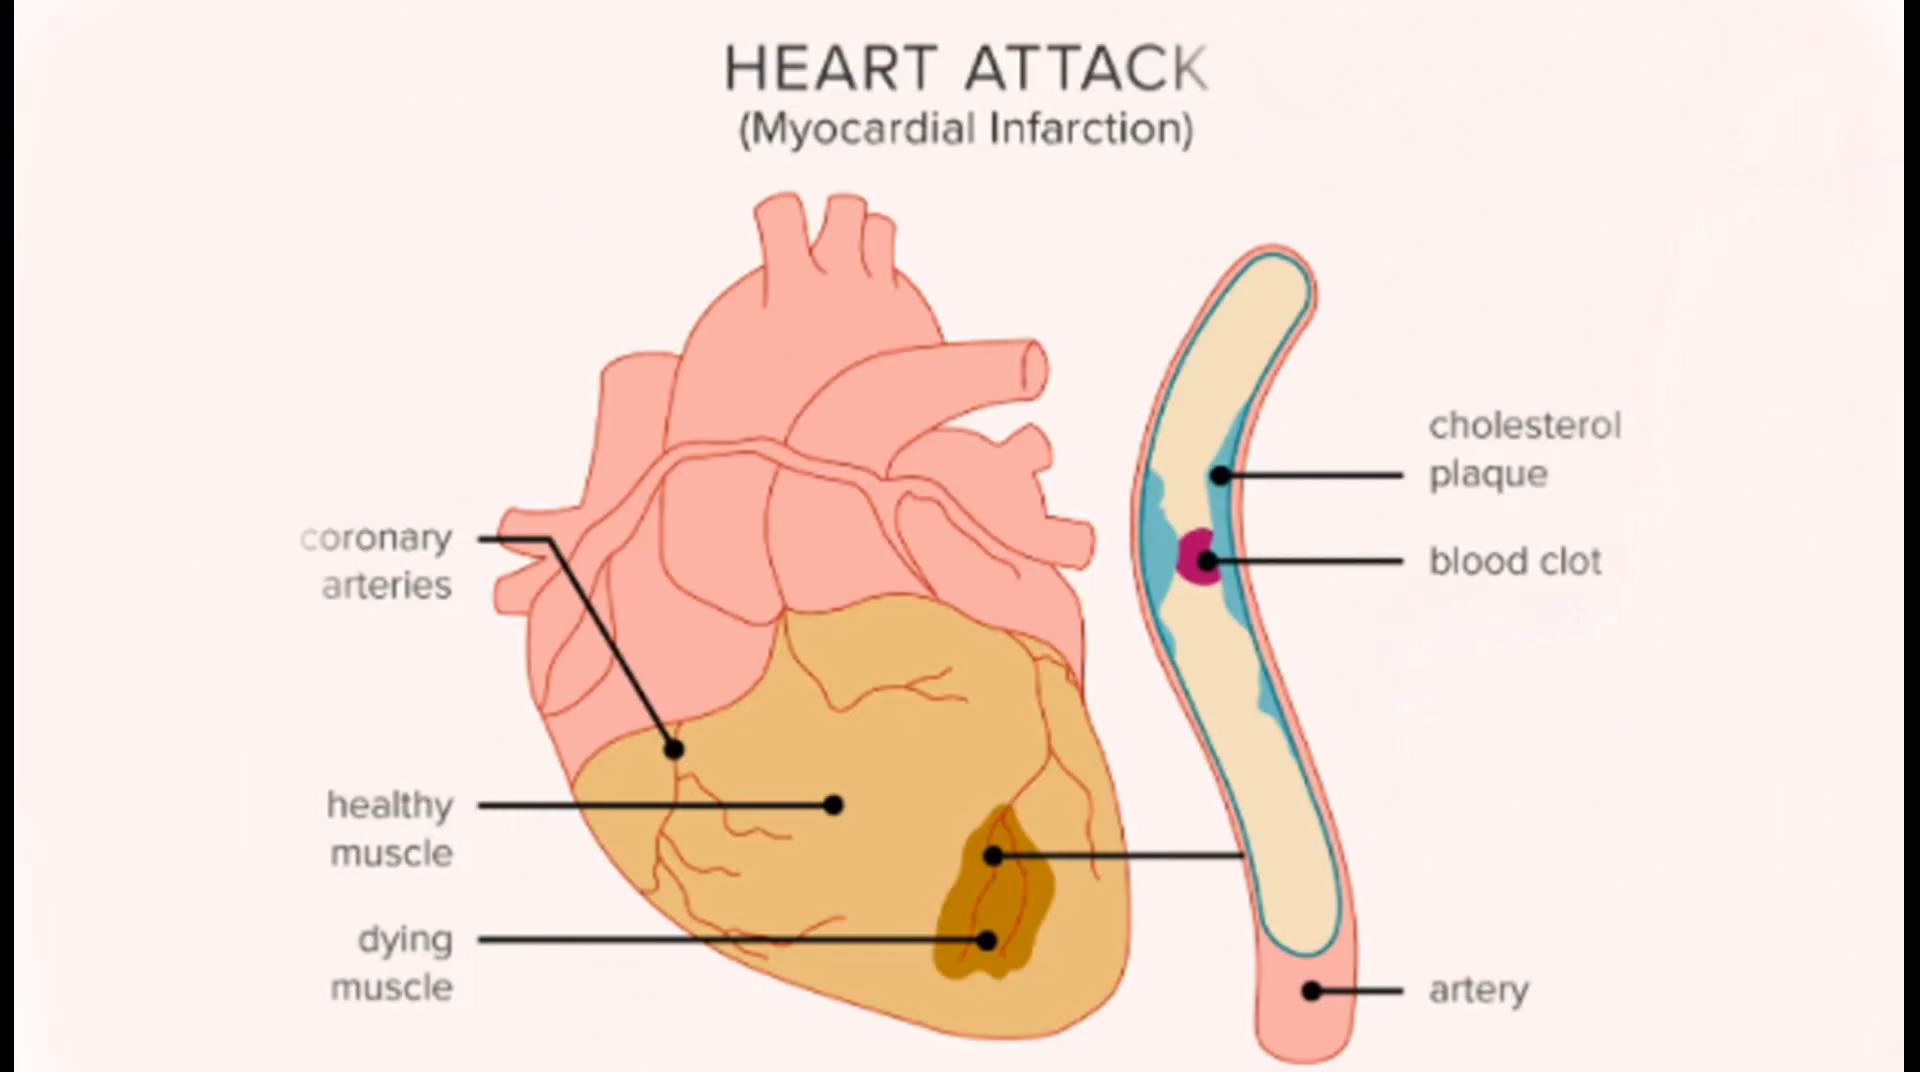 HEART ATTACK
(Myocardial Infarction)
coronary
arteries
healthy
muscle
dying
muscle
cholesterol
plaque
blood clot
artery